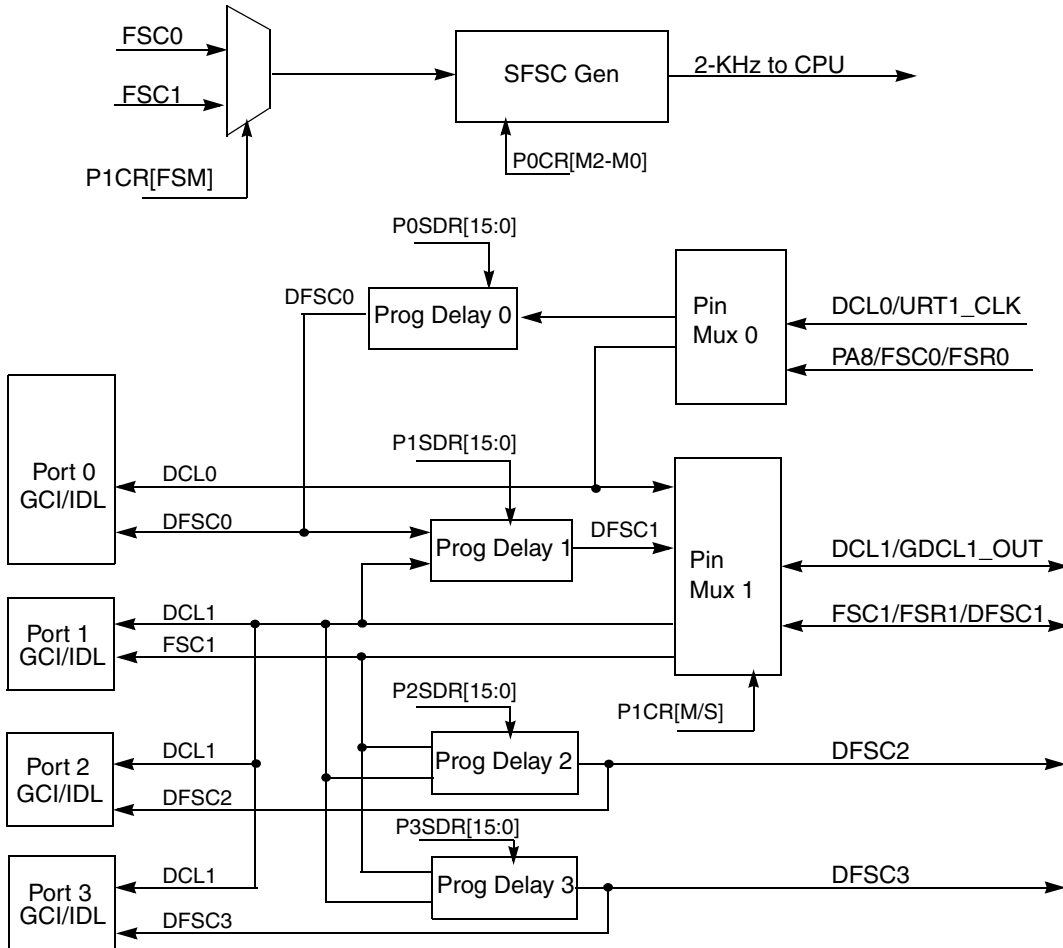 FSC0
SFSC Gen
2-KHz to CPU
FSC1
P0CR[M2-M0]
P1CR[FSM]
P0SDR[15:0]
DFSC0
Prog Delay 0
Pin
Mux 0
DCL0/URT1_CLK
PA8/FSC0/FSR0
P1SDR[15:0]
Port 0
GCI/IDL
DCL0
DFSC0
Prog Delay 1
DFSC1
Pin
Mux 1
DCL1/GDCL1_OUT
FSC1/FSR1/DFSC1
Port 1
GCI/IDL
DCL1
FSC1
P2SDR[15:0]
P1CR[M/S]
Port 2
GCI/IDL
DCL1
DFSC2
Prog Delay 2
DFSC2
P3SDR[15:0]
Port 3
GCI/IDL
DCL1
DFSC3
Prog Delay 3
DFSC3